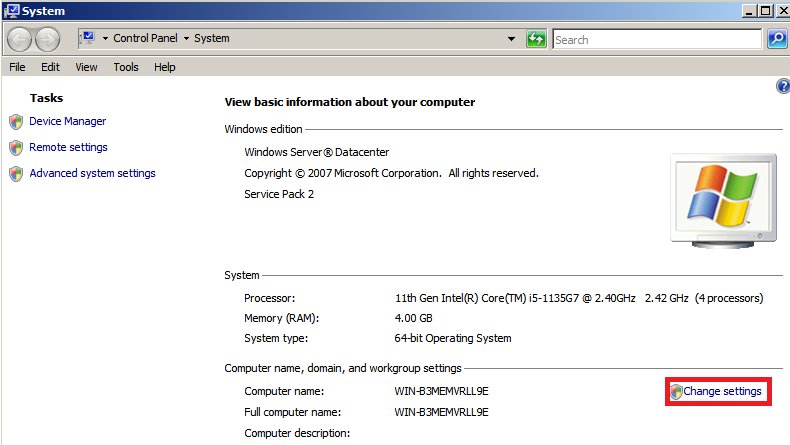 System
Control Panel System
Search
File Edit View Tools Help
Tasks
Device Manager
Remote settings
Advanced system settings
View basic information about your computer
Windows edition
Windows Server® Datacenter
Copyright © 2007 Microsoft Corporation. All rights reserved.
Service Pack 2
System
Processor: 11th Gen Intel(R) Core(TM) i5-1135G7 @ 2.40GHz 2.42 GHz (4 processors)
Memory (RAM): 4.00 GB
System type: 64-bit Operating System
Computer name, domain, and workgroup settings
Computer name: WIN-B3MEMVRLL9E Change settings
Full computer name: WIN-B3MEMVRLL9E
Computer description: